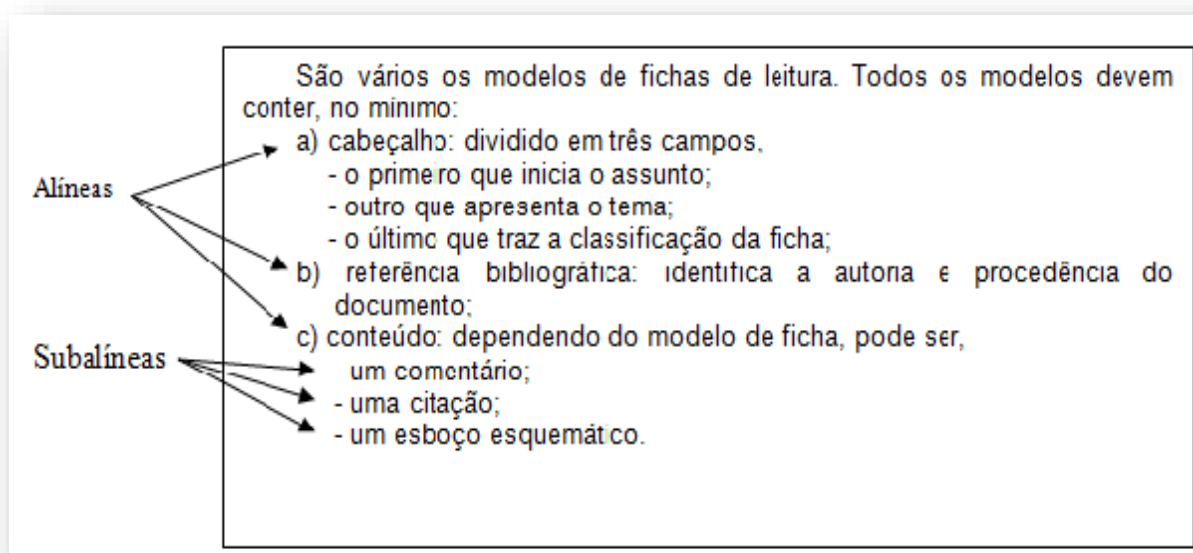 São vários os modelos de fichas de leitura. Todos os modelos devem
conter, no mínimo:
a) cabeçalho: dividido em três campos,
- o primeiro que inicia o assunto;
Alíneas
- outro que apresenta o tema;
- o último que traz a classificação da ficha;
b) referência bibliográfica: identifica a autoria e procedência do
documento;
c) conteúdo: dependendo do modelo de ficha, pode ser,
Subalíneas
um comentário;
- uma citação;
- um esboço esquemático.